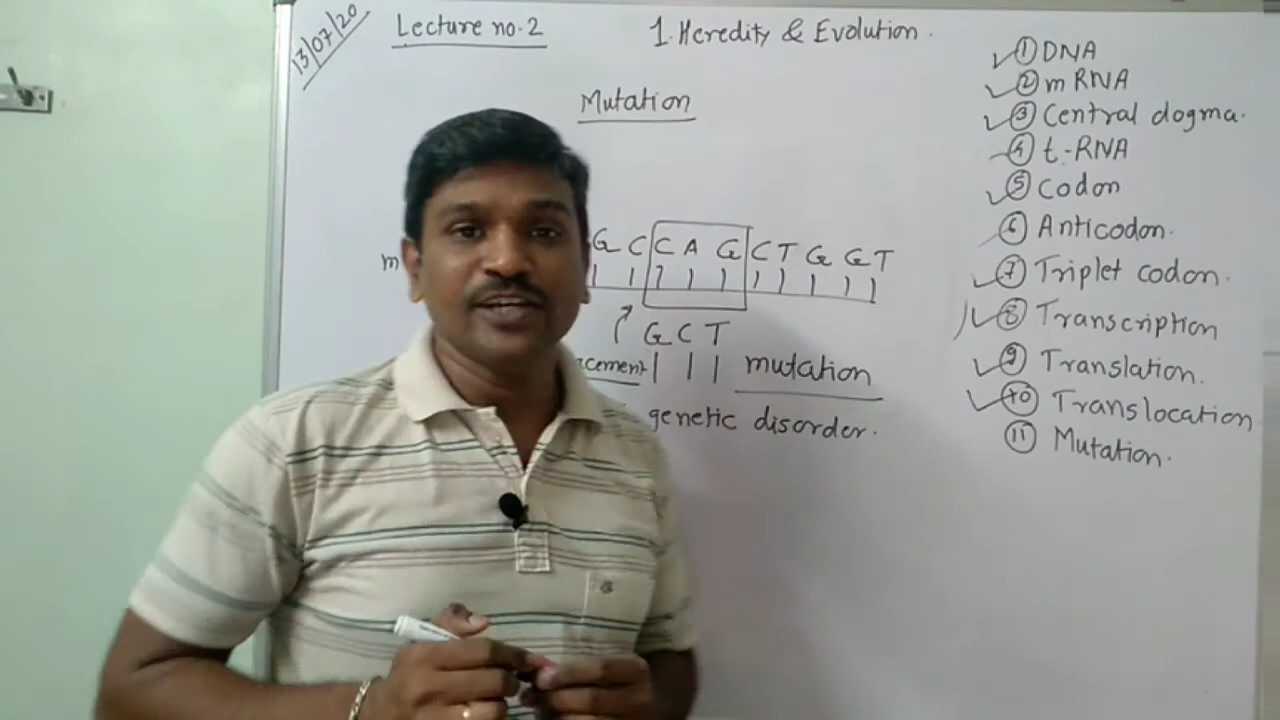 13/07/20
Lecture no. 2
1. Heredity & Evolution.
Mutation
m
G C C A G C T G G T
G C T
mutation
genetic disorder.
① DNA
② mRNA
③ Central dogma.
④ t-RNA
⑤ Codon
⑥ Anticodon.
⑦ Triplet codon.
⑧ Transcription
⑨ Translation.
⑩ Translocation
⑪ Mutation.